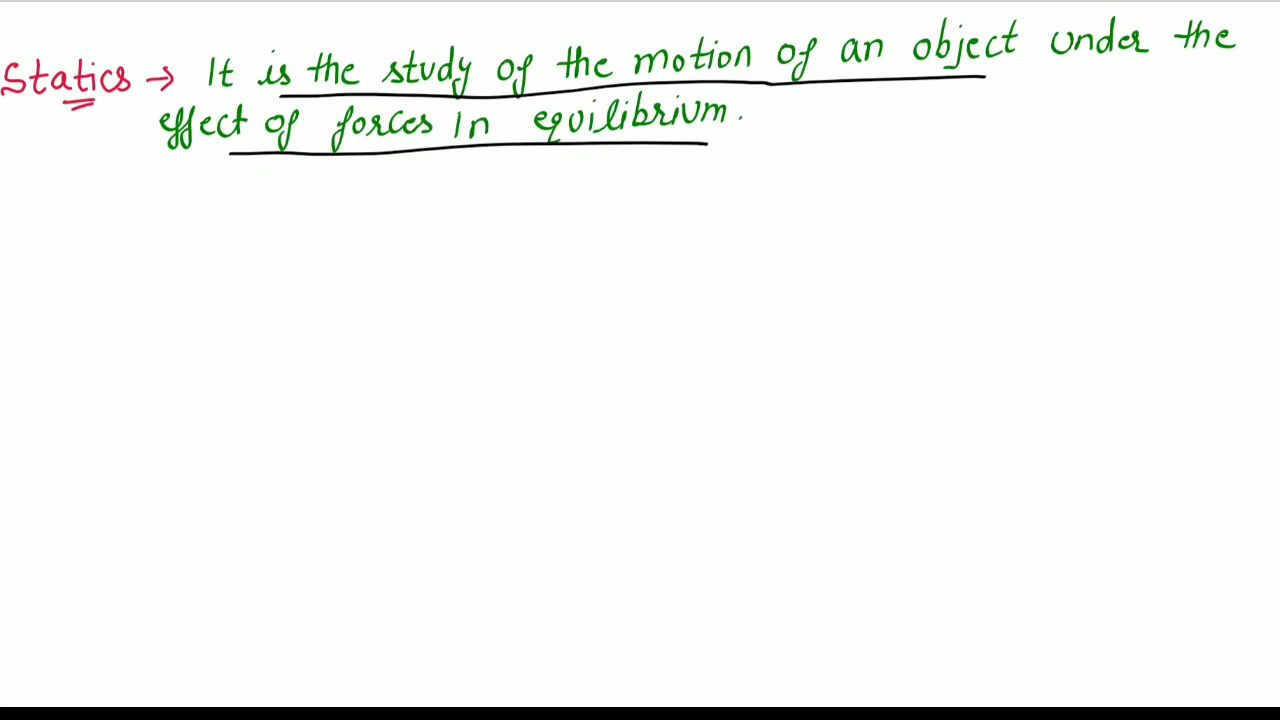 Statics → It is the study of the motion of an object under the
effect of forces in equilibrium.